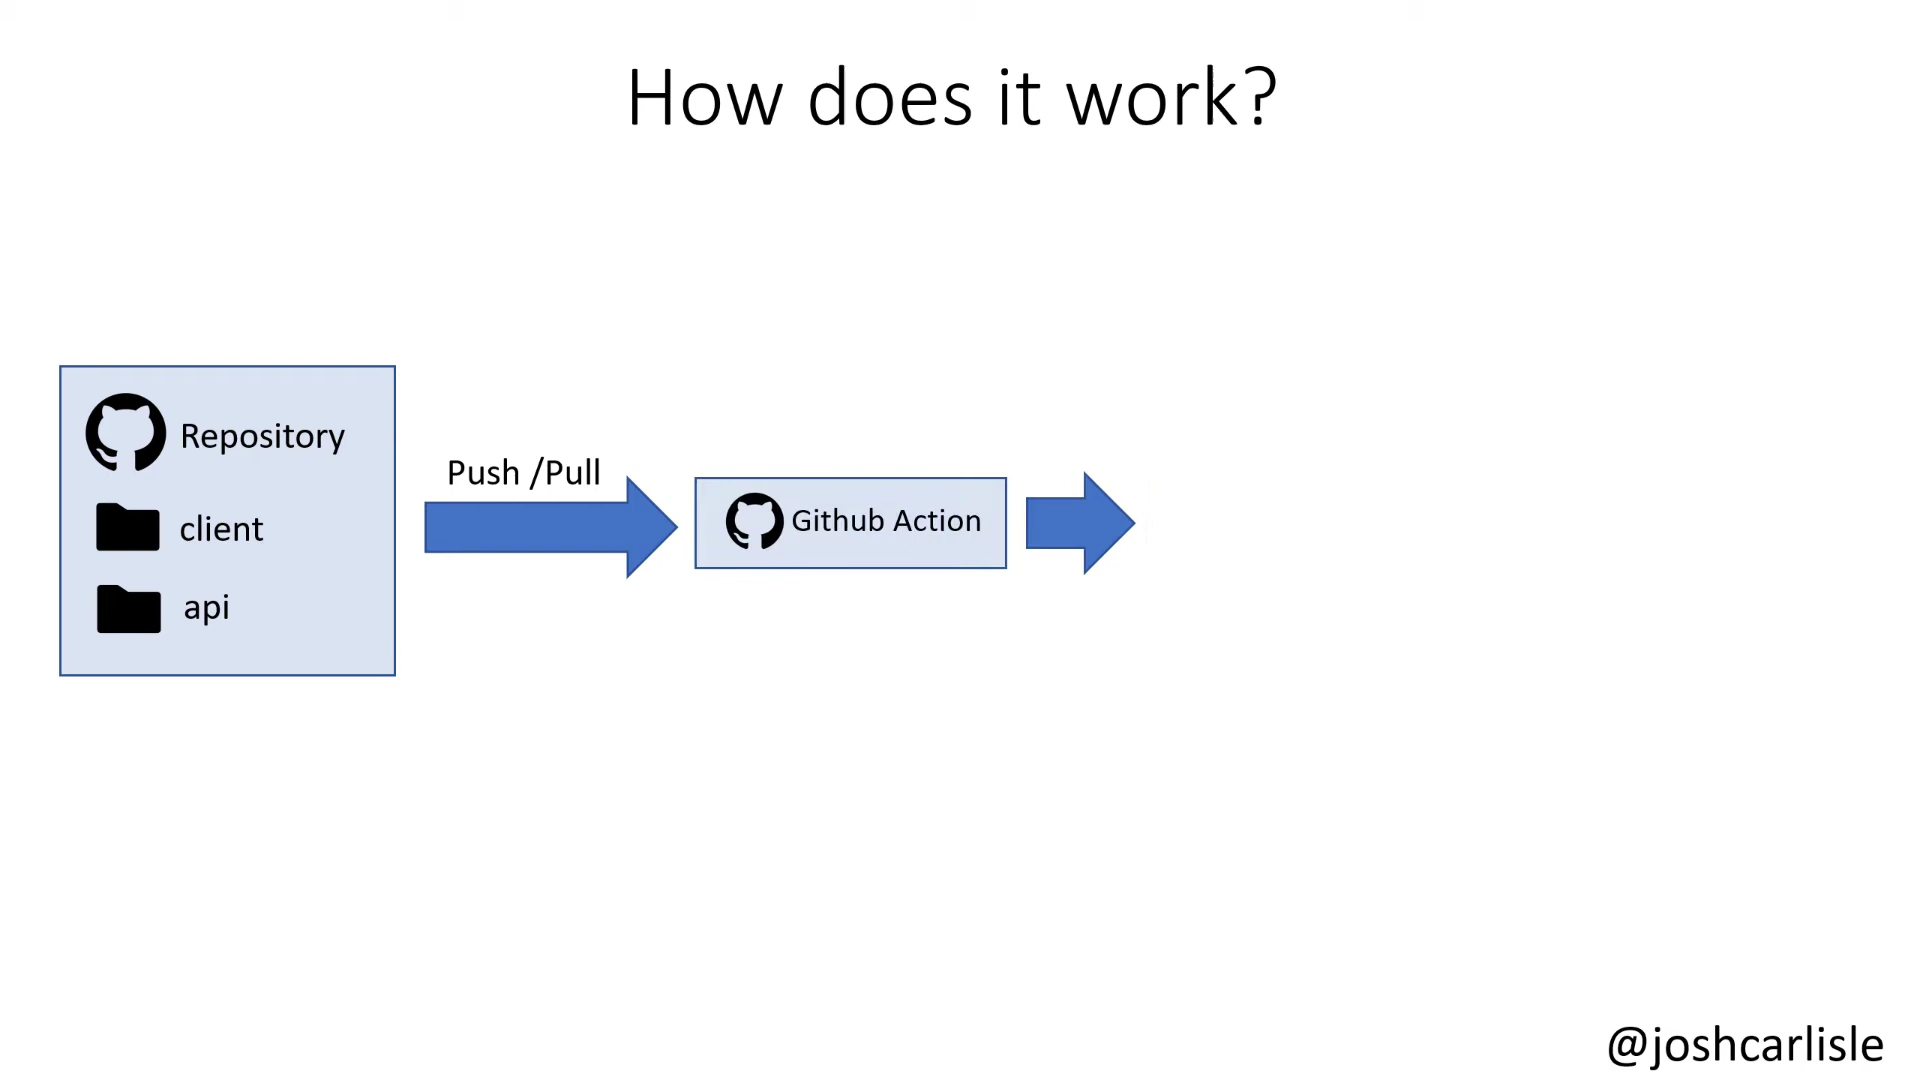 How does it work?
Repository
client
api
Push /Pull
Github Action
@joshcarlisle